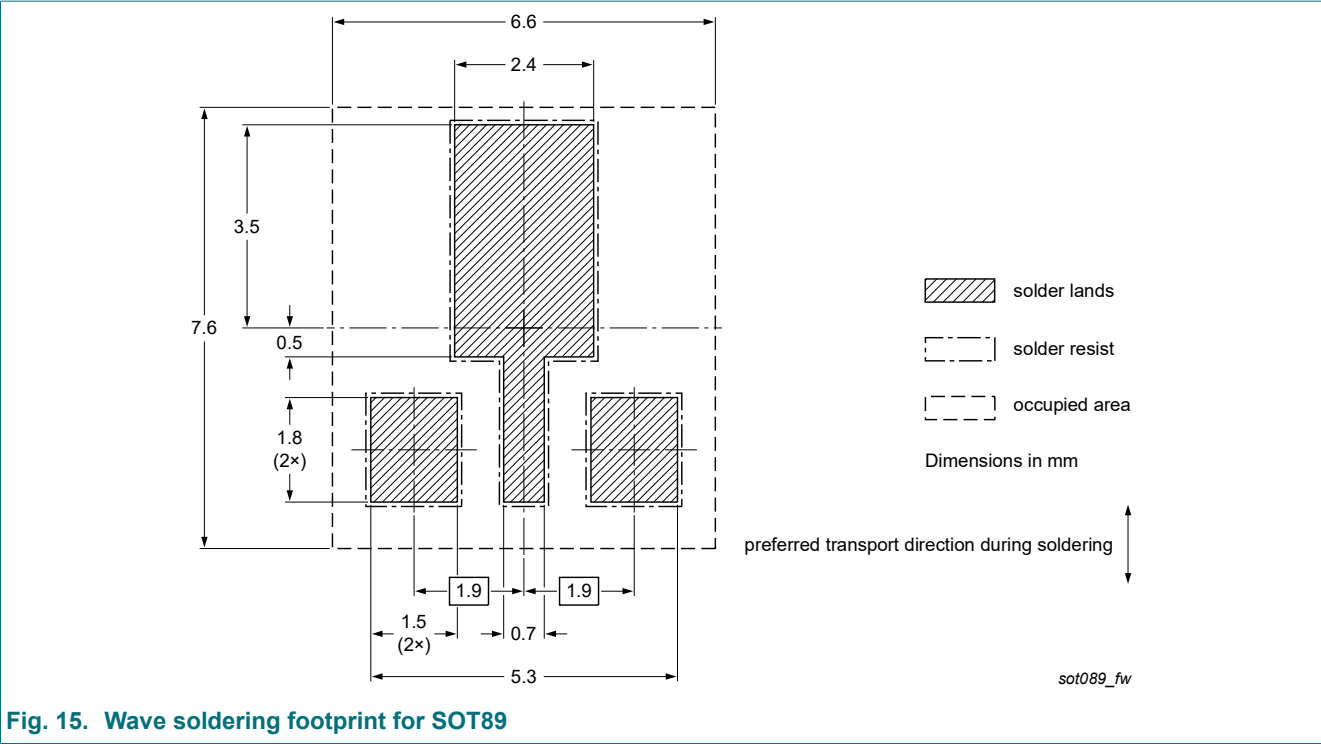 6.6
2.4
3.5
7.6
0.5
solder lands
solder resist
occupied area
1.8
(2×)
Dimensions in mm
preferred transport direction during soldering
1.9
1.9
1.5
(2×)
0.7
5.3
sot089_fw
Fig. 15. Wave soldering footprint for SOT89